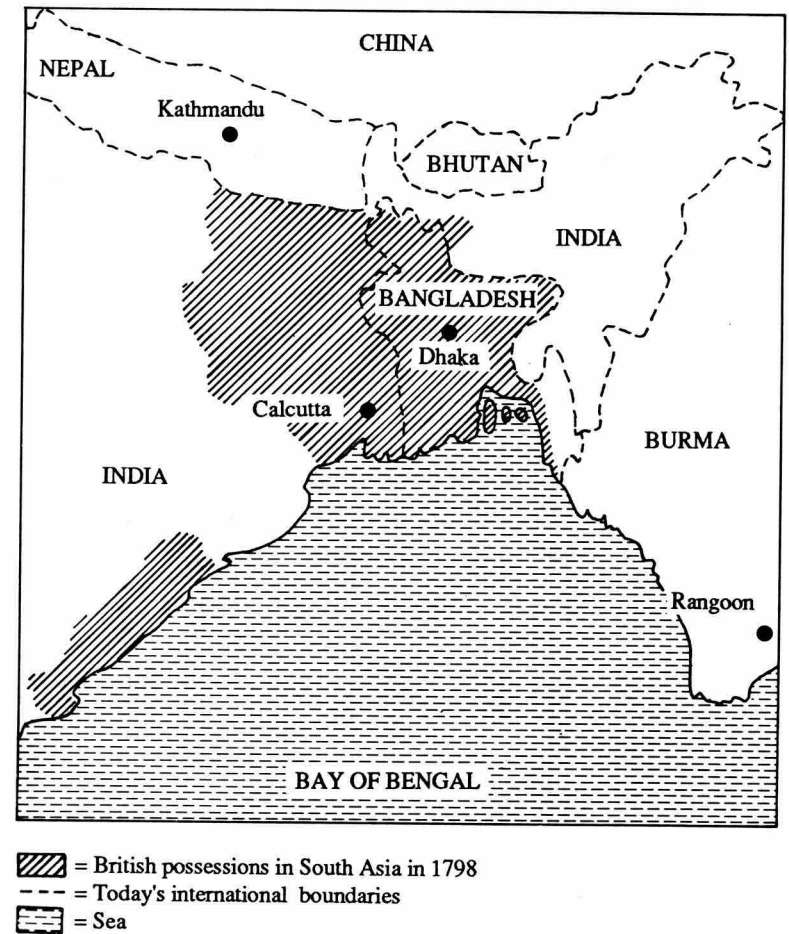 CHINA
NEPAL
Kathmandu
BHUTAN
INDIA
BANGLADESH
Dhaka
Calcutta
BURMA
INDIA
Rangoon
BAY OF BENGAL
= British possessions in South Asia in 1798
= Today's international boundaries
= Sea